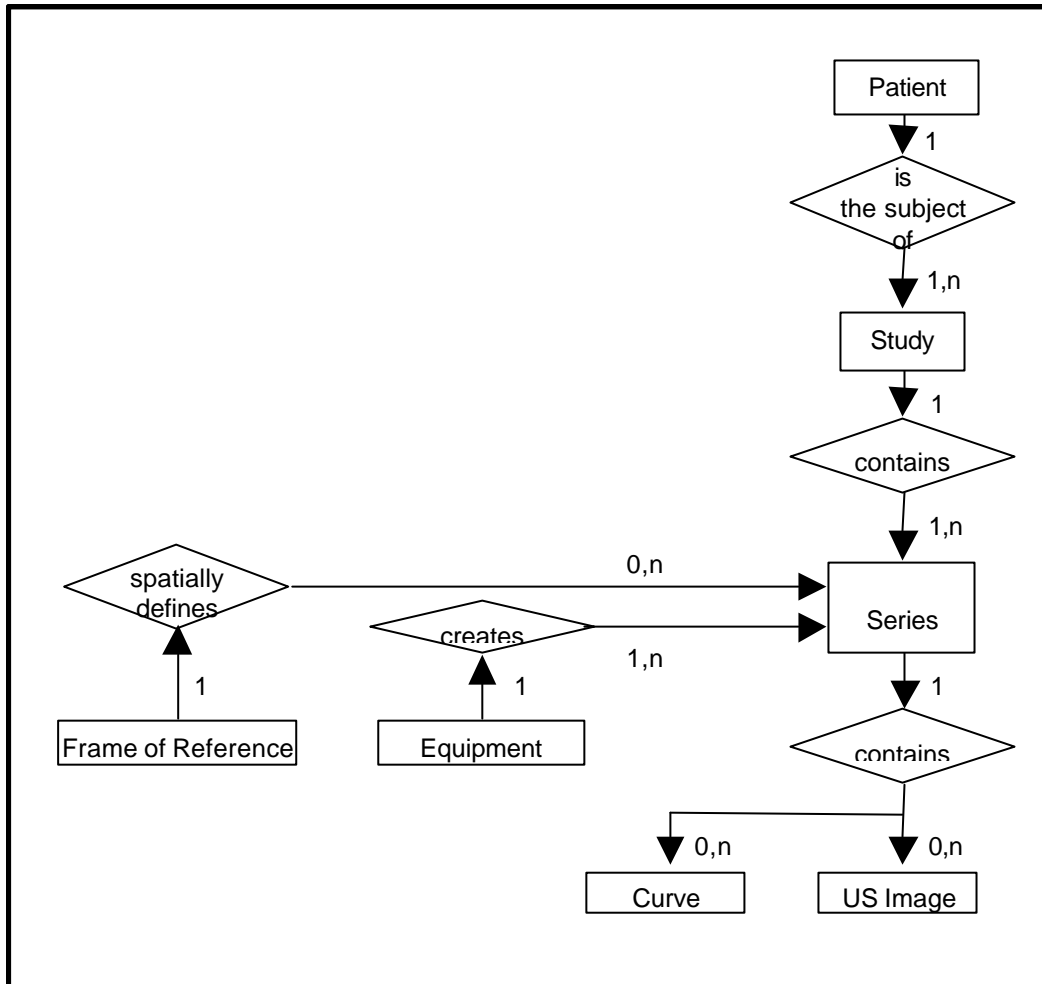 Patient
1
is
the subject
of
1,n
Study
1
contains
1,n
spatially
defines
0,n
Series
creates
1,n
1
1
1
Frame of Reference
Equipment
contains
0,n
0,n
Curve
US Image